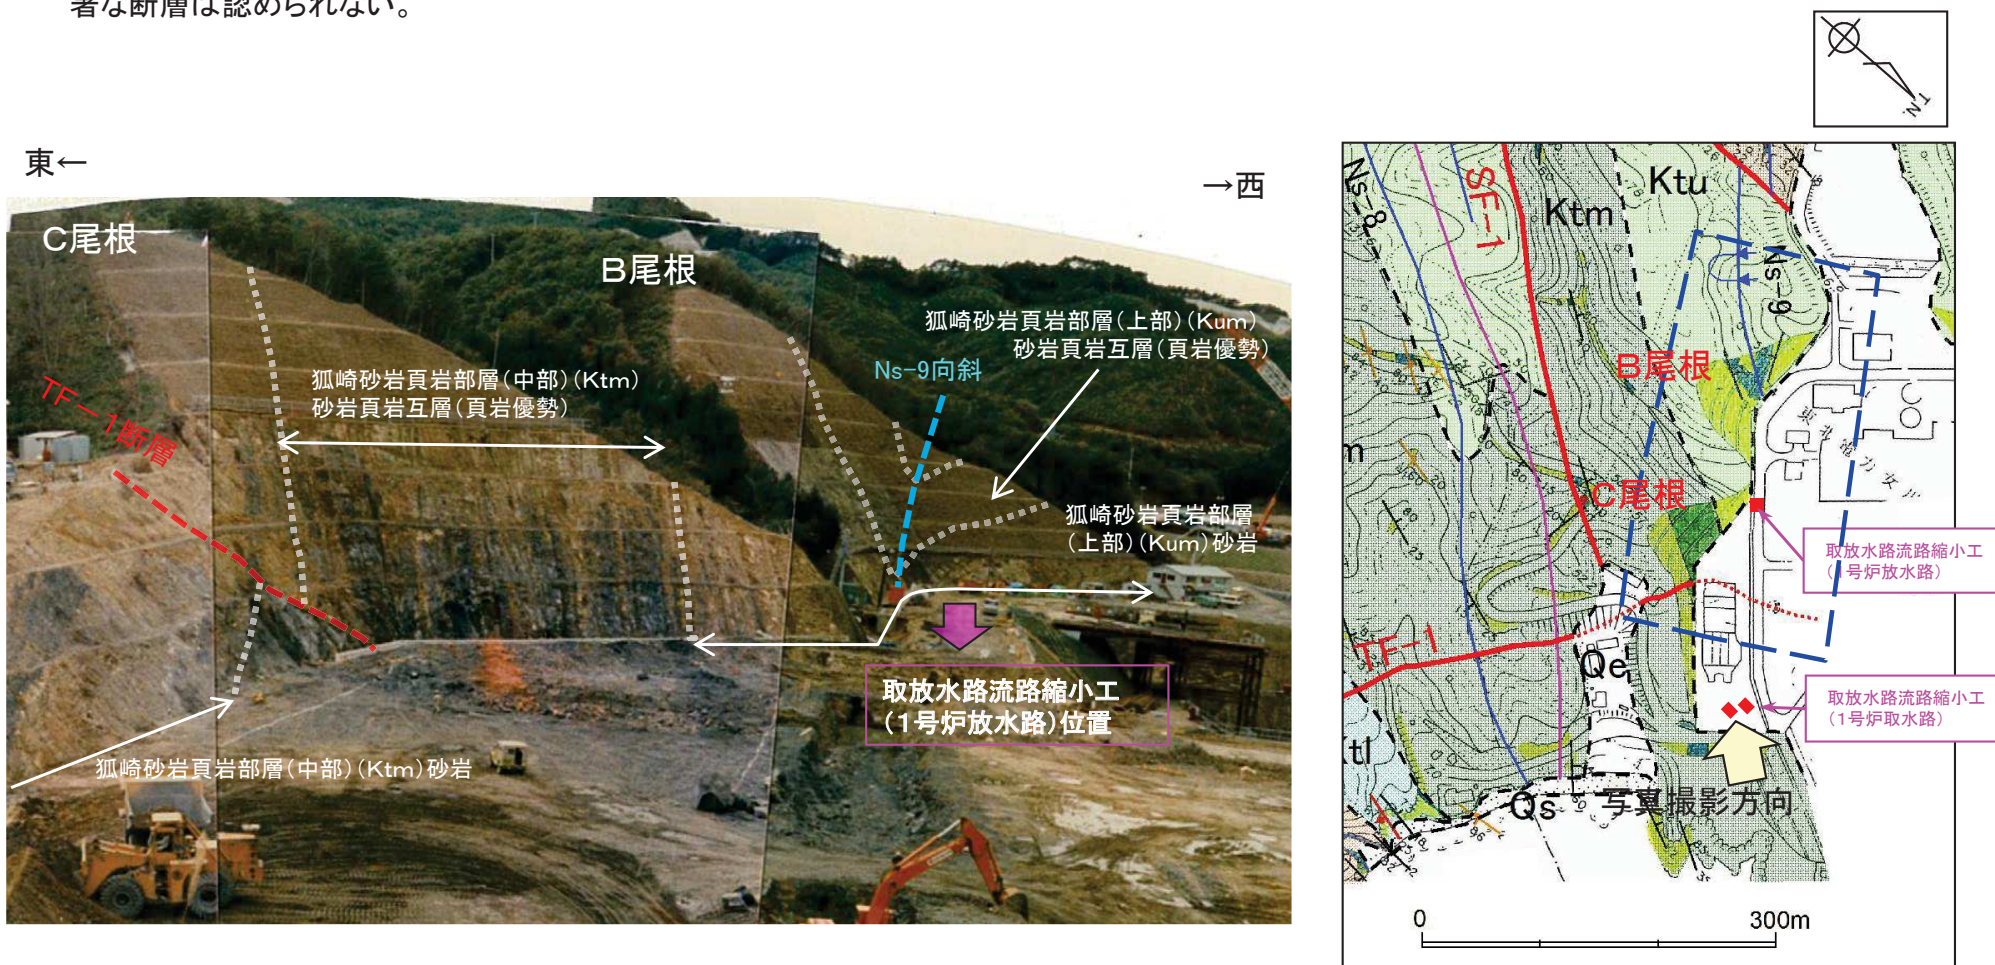 著な断層は認められない。
東←
→西
C尾根
B尾根
狐崎砂岩頁岩部層(上部)(Kum)
砂岩頁岩互層(頁岩優勢)
Ns-9向斜
狐崎砂岩頁岩部層(中部)(Ktm)
砂岩頁岩互層(頁岩優勢)
TF-1断層
狐崎砂岩頁岩部層
(上部)(Kum)砂岩
取放水路流路縮小工
(1号炉放水路)位置
狐崎砂岩頁岩部層(中部)(Ktm)砂岩
T.N.
Ns-8
SF-1
Ktm
Ktu
Ns-9
B尾根
C尾根
取放水路流路縮小工
(1号炉放水路)
TF-1
Qe
取放水路流路縮小工
(1号炉取水路)
Qs
写真撮影方向
0
300m